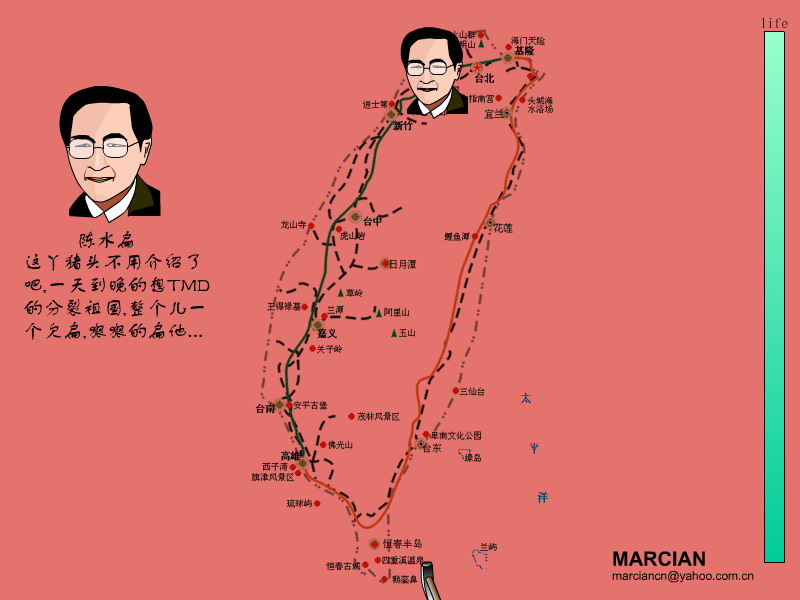 life
火山群
海门天险
基隆
台北
进士第
指南宫
头城海
水浴场
新竹
宜兰
台中
龙山寺
虎山岩
花莲
鲤鱼潭
陈水扁
这丫猪头不用介绍了
吧,一天到晚的想TMD
的分裂祖国,整个儿一
个欠扁,狠狠的扁他...
日月潭
草岭
王得禄墓
兰潭
阿里山
嘉义
玉山
关子岭
三仙台
太
平
洋
台南
安平古堡
茂林风景区
卑南文化公园
台东
佛光山
绿岛
高雄
西子湾
旗津风景区
琉球屿
恒春半岛
兰屿
四重溪温泉
恒春古城
鹅銮鼻
MARCIAN
marciancn@yahoo.com.cn